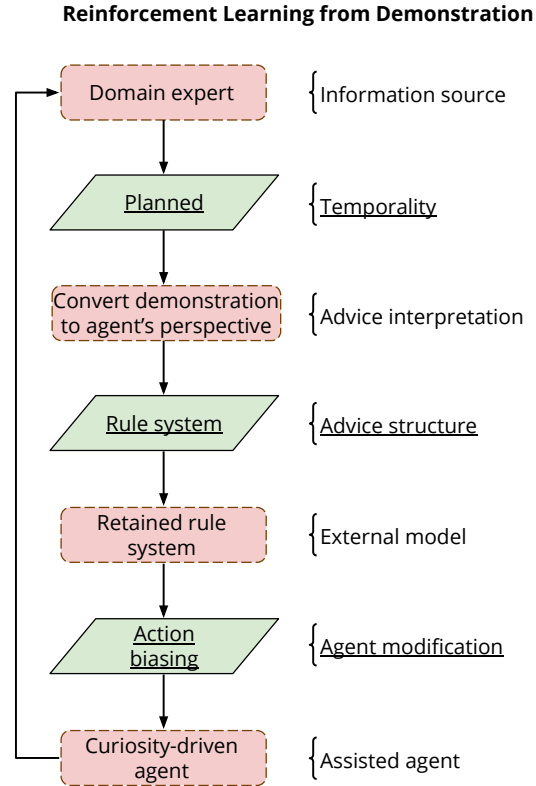 Reinforcement Learning from Demonstration
Domain expert
Information source
Planned
Temporality
Convert demonstration
to agent's perspective
Advice interpretation
Rule system
Advice structure
Retained rule
system
External model
Action
biasing
Agent modification
Curiosity-driven
agent
Assisted agent